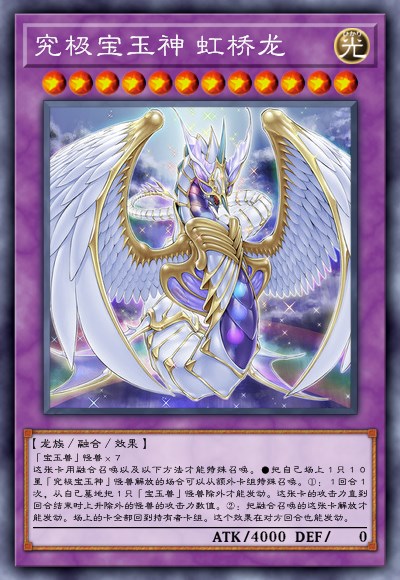 究极宝玉神 虹桥龙
光
ひかり
【龙族／融合／效果】
「宝玉兽」怪兽×7
这张卡用融合召唤以及以下方法才能特殊召唤。●把自己场上1只10
星「究极宝玉神」怪兽解放的场合可以从额外卡组特殊召唤。①：1回合1
次，从自己墓地把1只「宝玉兽」怪兽除外才能发动。这张卡的攻击力直到
回合结束时上升除外的怪兽的攻击力数值。②：把融合召唤的这张卡解放才
能发动。场上的卡全部回到持有者卡组。这个效果在对方回合也能发动。
ATK/4000 DEF/ 0